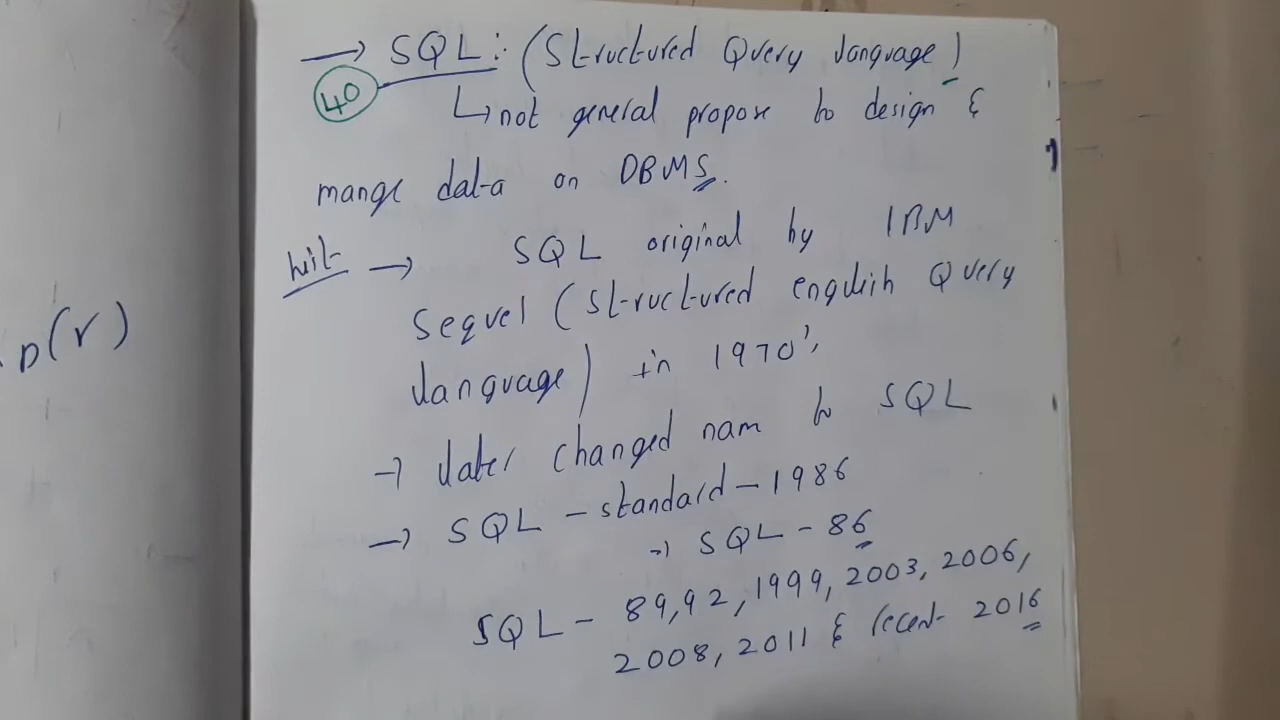 → SQL: (Structured Query language)
40
↳ not general propose to design &
mange data on DBMS.
hist → SQL original by IBM
Sequel (Structured english Query
language) in 1970's
→ later changed nam to SQL
→ SQL - standard - 1986
→ SQL - 86
SQL - 89, 92, 1999, 2003, 2006,
2008, 2011 & recent 2016
D(r)